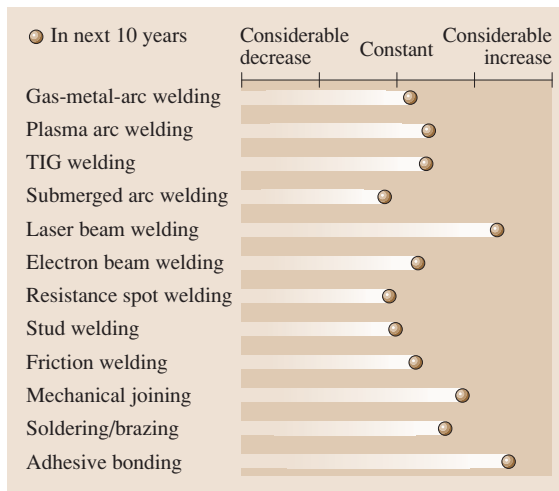 In next 10 years
Considerable decrease
Constant
Considerable increase
Gas-metal-arc welding
Plasma arc welding
TIG welding
Submerged arc welding
Laser beam welding
Electron beam welding
Resistance spot welding
Stud welding
Friction welding
Mechanical joining
Soldering/brazing
Adhesive bonding